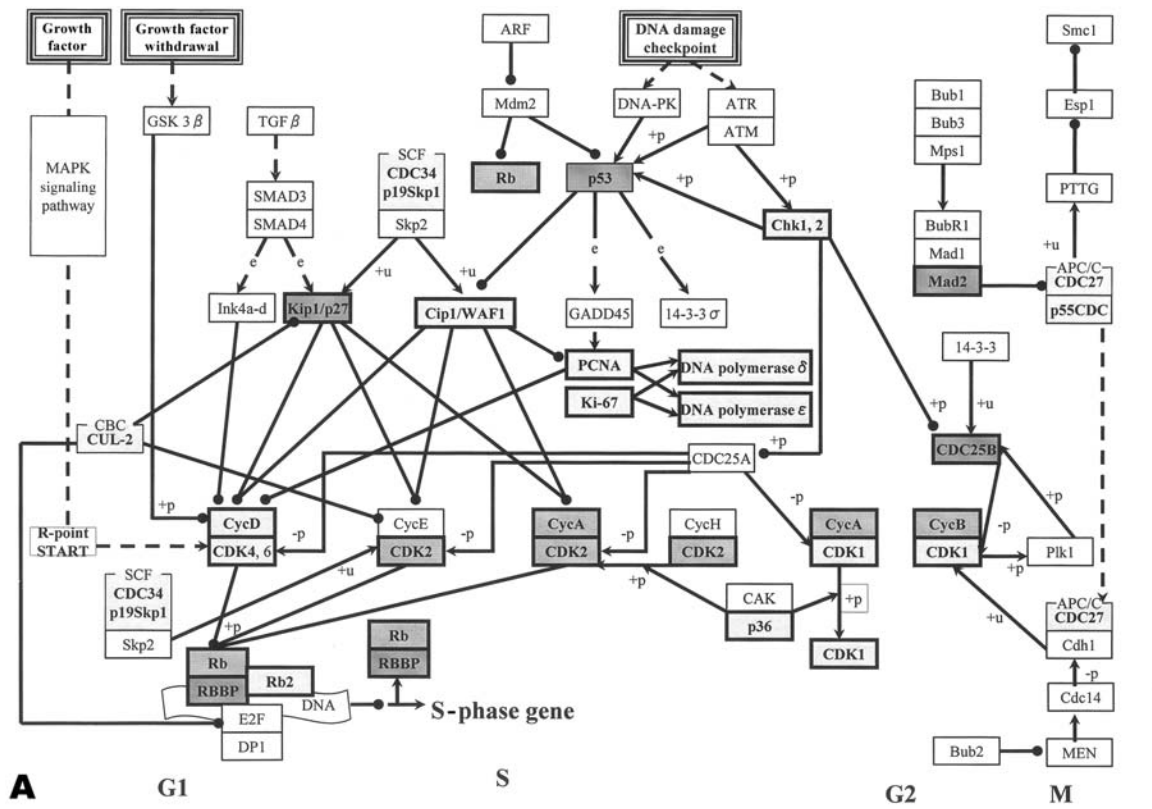 Growth
factor
Growth factor
withdrawal
ARF
DNA damage
checkpoint
Smc1
MAPK
signaling
pathway
GSK 3 β
TGF β
Mdm2
DNA-PK
ATR
ATM
+p
Bub1
Bub3
Mps1
Esp1
SMAD3
SMAD4
SCF
CDC34
p19Skp1
Skp2
Rb
p53
+p
+p
Chk1, 2
PTTG
BubR1
Mad1
Mad2
+u
APC/C
CDC27
p55CDC
e
e
+u
+u
e
e
Ink4a-d
Kip1/p27
Cip1/WAF1
GADD45
14-3-3 σ
PCNA
Ki-67
DNA polymerase δ
DNA polymerase ε
14-3-3
+p
+u
CBC
CUL-2
CDC25A
+p
CDC25B
+p
R-point
START
CycD
CDK4, 6
-p
CycE
CDK2
-p
CycA
CDK2
-p
CycH
CDK2
-p
CycA
CDK1
CycB
CDK1
-p
+p
Plk1
+p
SCF
CDC34
p19Skp1
Skp2
+u
+p
+p
CAK
p36
+p
CDK1
+u
APC/C
CDC27
Cdh1
-p
Cdc14
MEN
Bub2
Rb
RBBP
Rb2
Rb
RBBP
DNA
E2F
DP1
S-phase gene
A
G1
S
G2
M